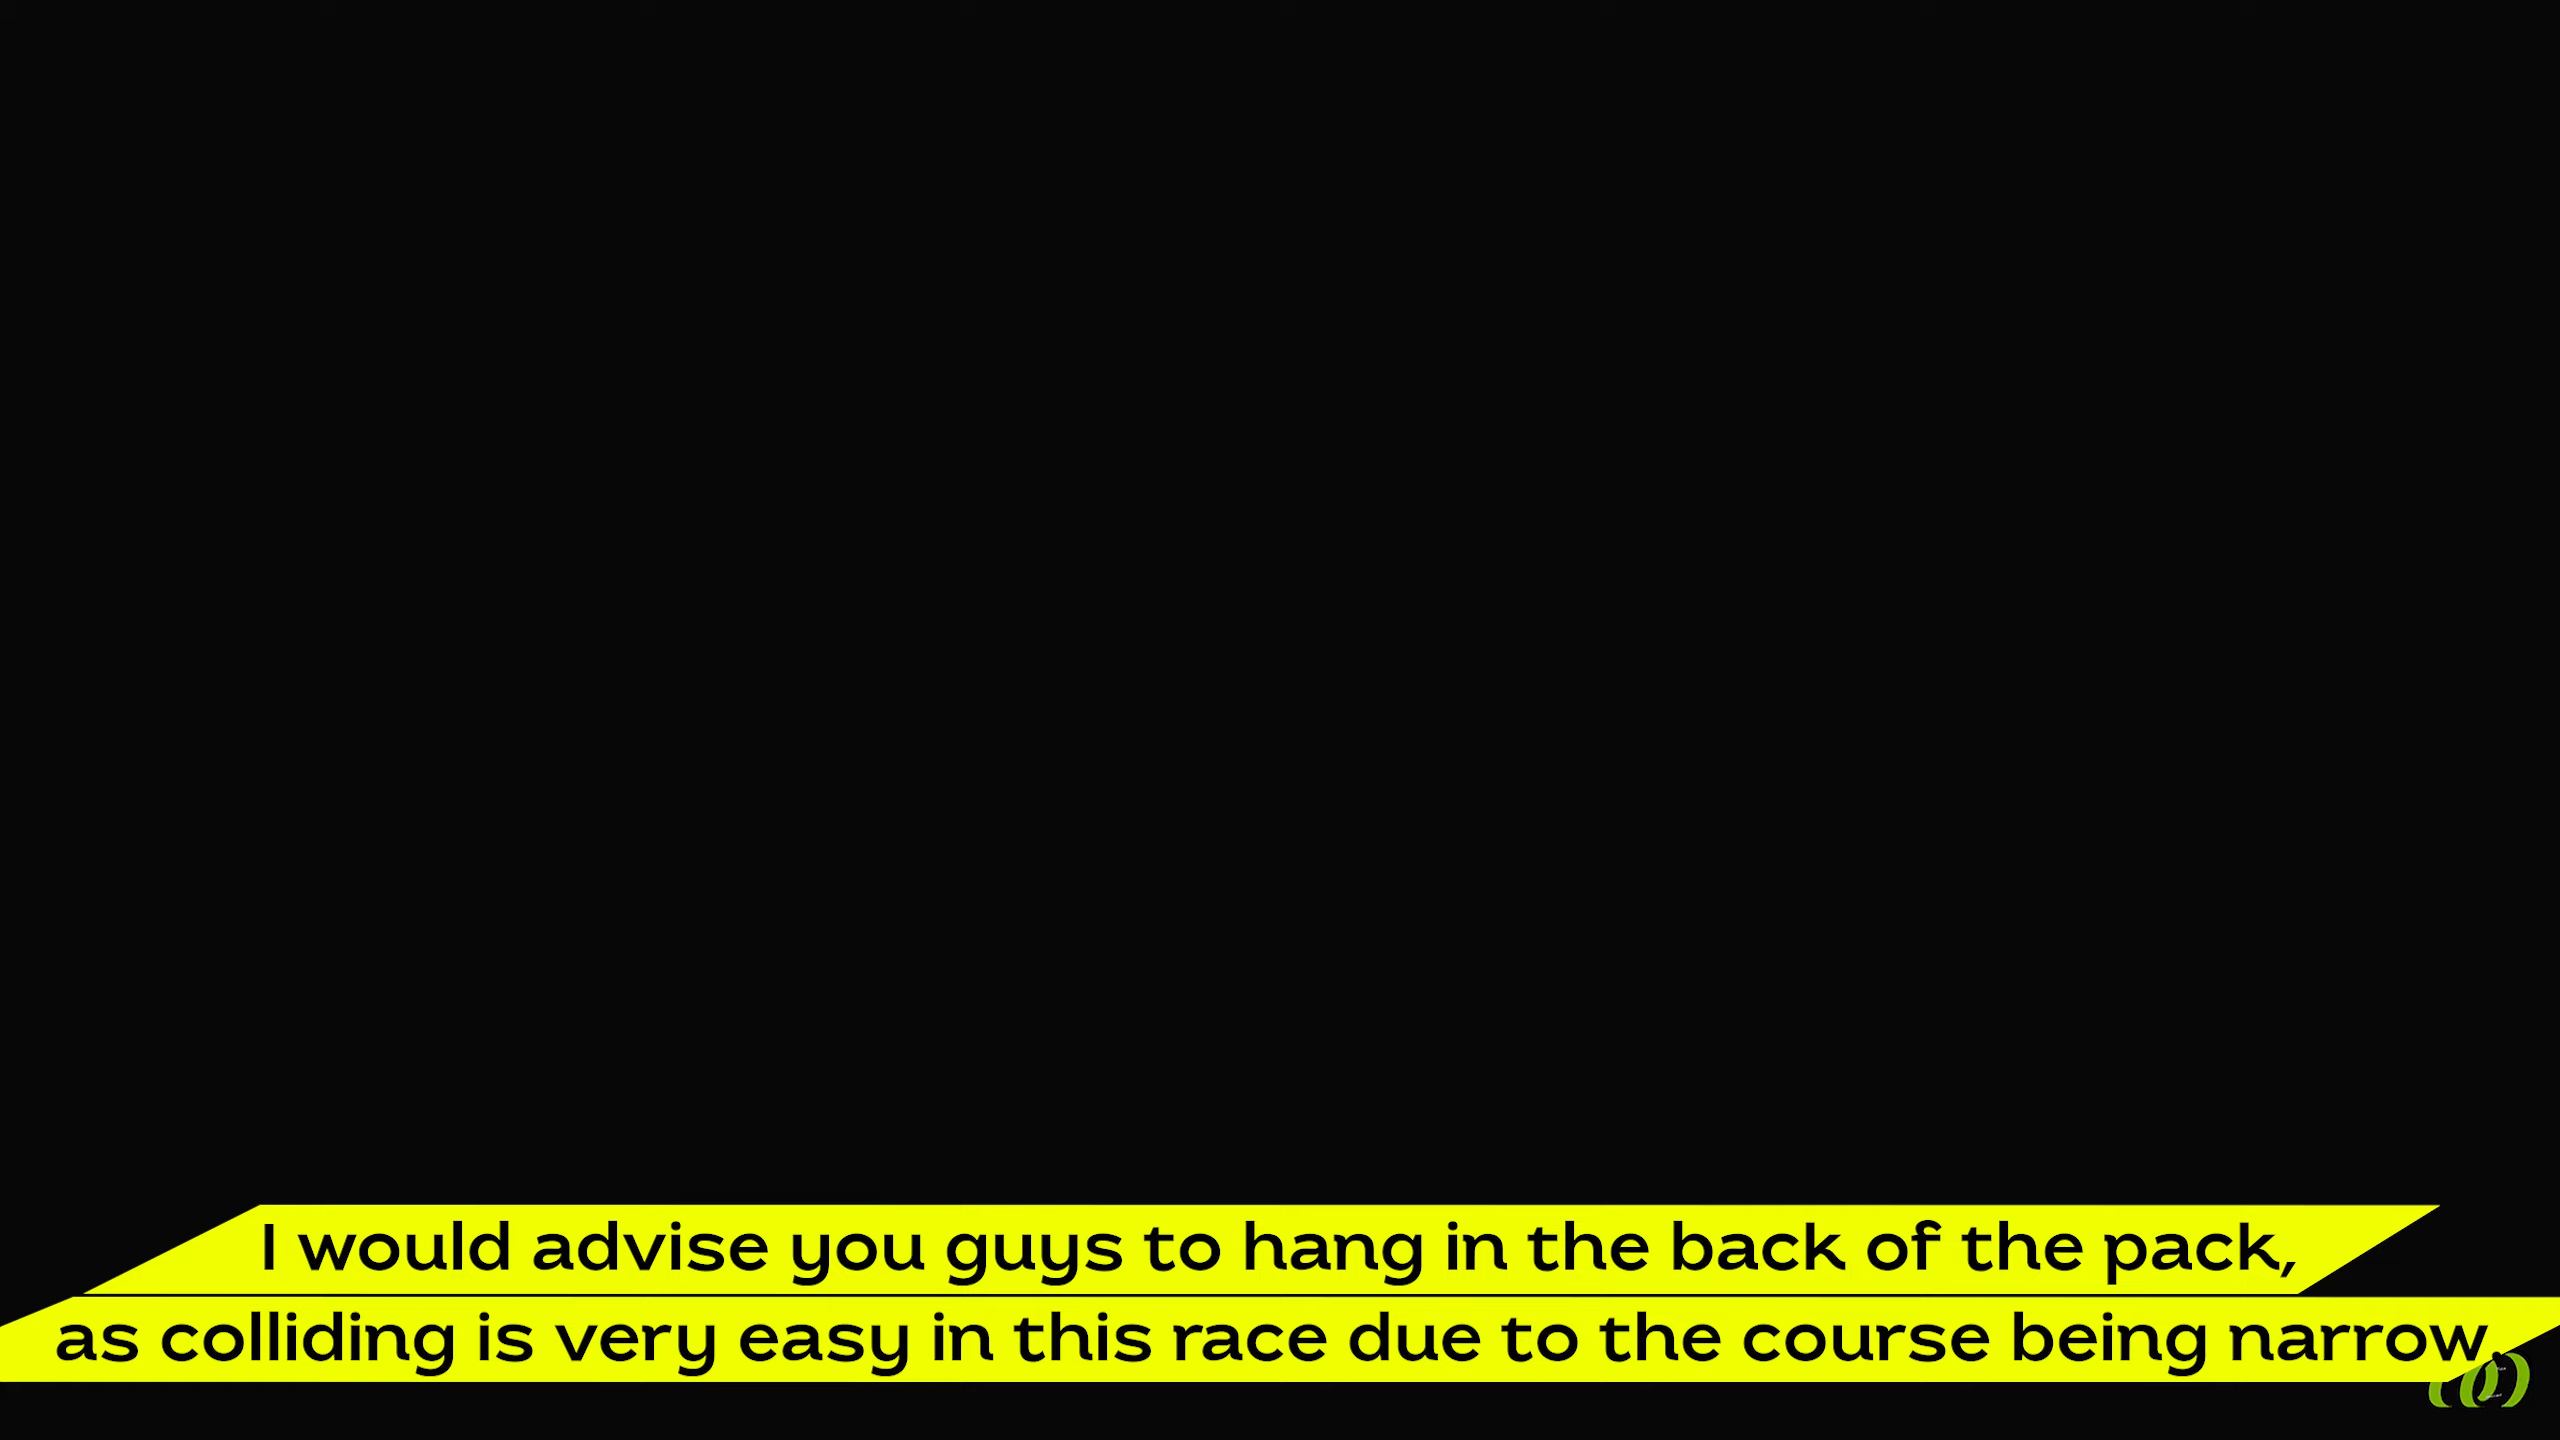 I would advise you guys to hang in the back of the pack,
as colliding is very easy in this race due to the course being narrow.